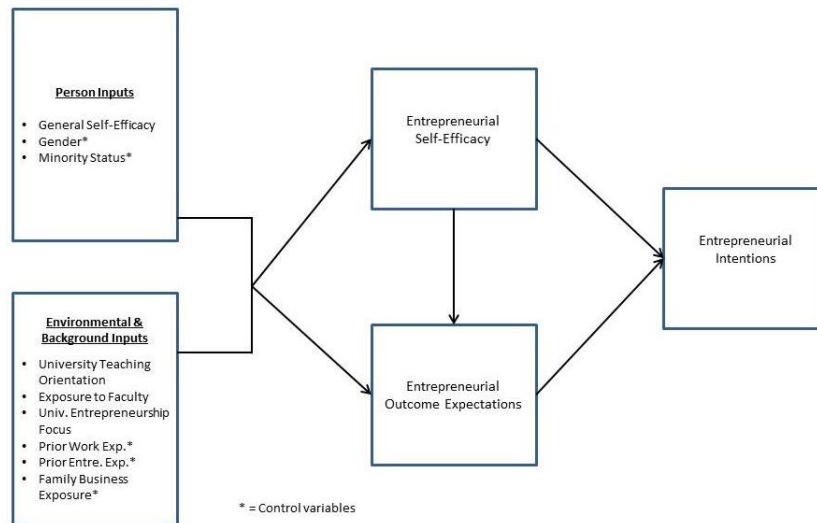 Person Inputs
• General Self-Efficacy
• Gender*
• Minority Status*
Environmental &
Background Inputs
• University Teaching
Orientation
• Exposure to Faculty
• Univ. Entrepreneurship
Focus
• Prior Work Exp.*
• Prior Entre. Exp.*
• Family Business
Exposure*
Entrepreneurial
Self-Efficacy
Entrepreneurial
Outcome Expectations
Entrepreneurial
Intentions
* = Control variables